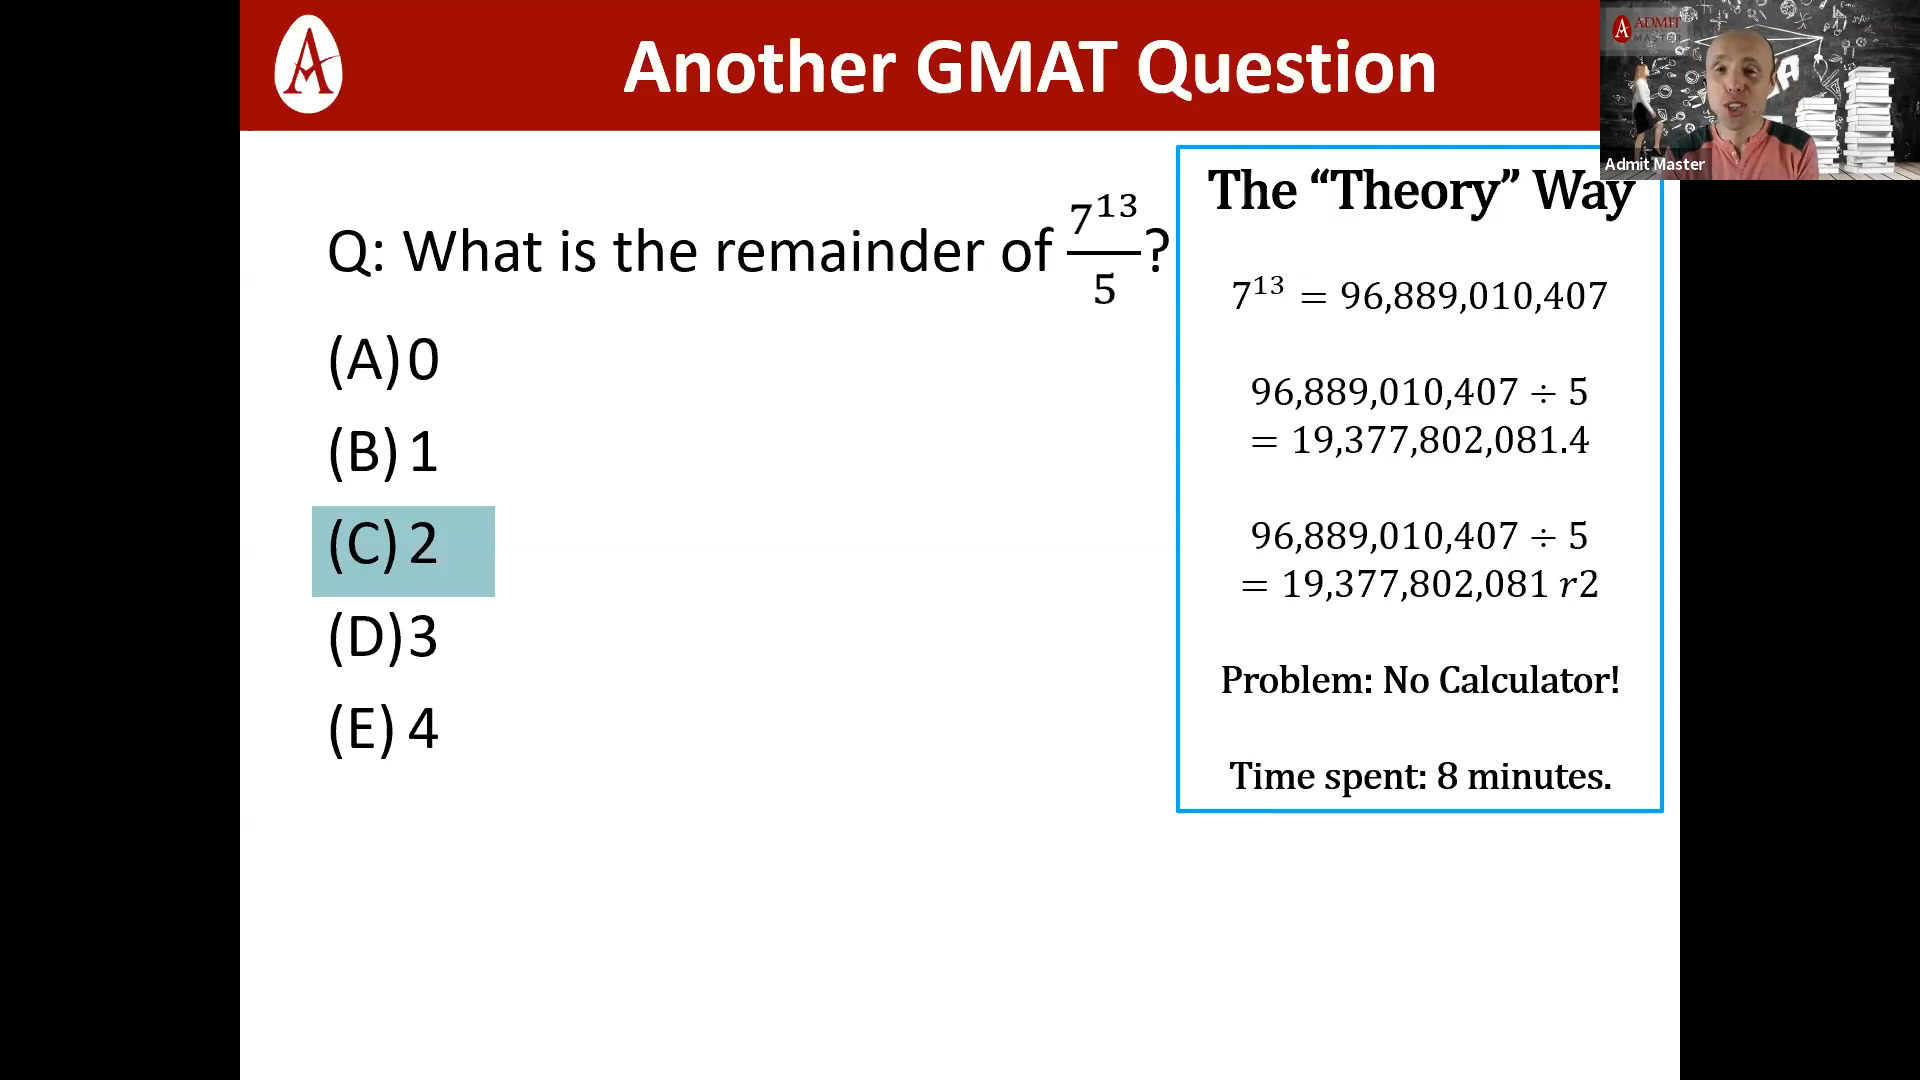 Another GMAT Question
ADMIT
MASTER
Admit Master
Q: What is the remainder of 7^13/5?
(A) 0
(B) 1
(C) 2
(D) 3
(E) 4
The “Theory” Way
7^13 = 96,889,010,407
96,889,010,407 ÷ 5
= 19,377,802,081.4
96,889,010,407 ÷ 5
= 19,377,802,081 r2
Problem: No Calculator!
Time spent: 8 minutes.